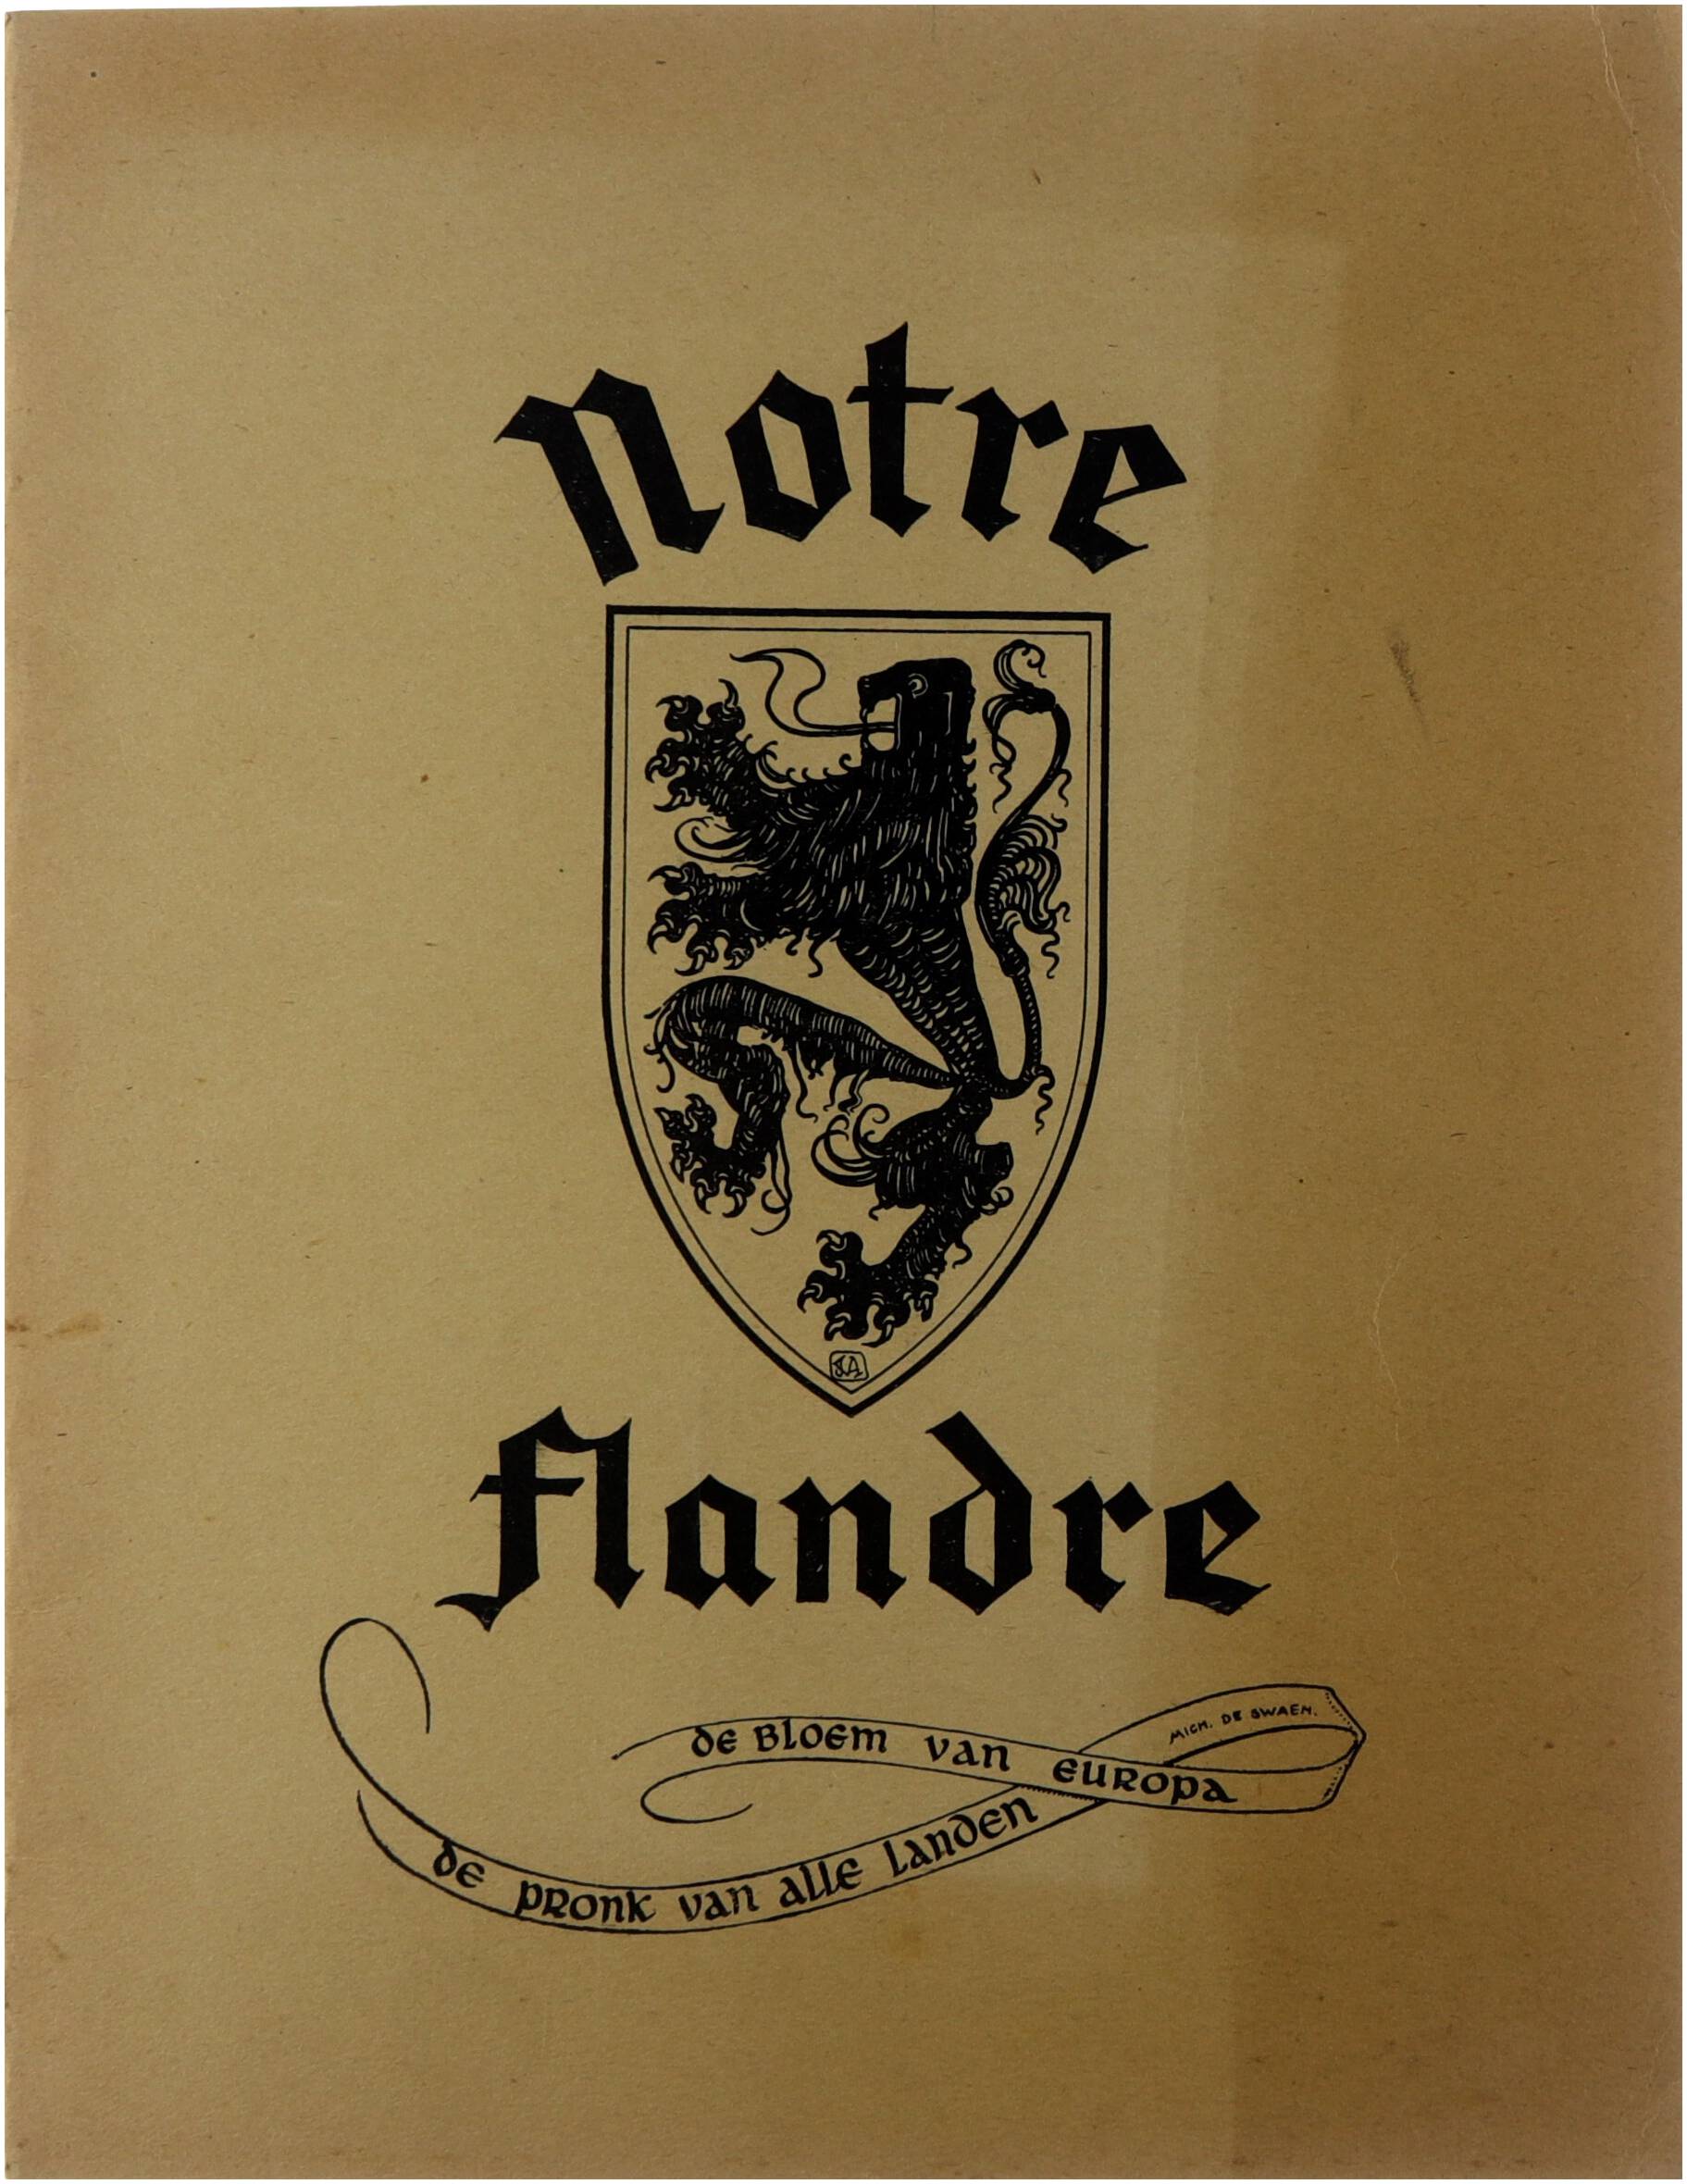 Notre
flandre
de Bloem van Europa
MICH. DE SWAEN.
de pronk van alle landen